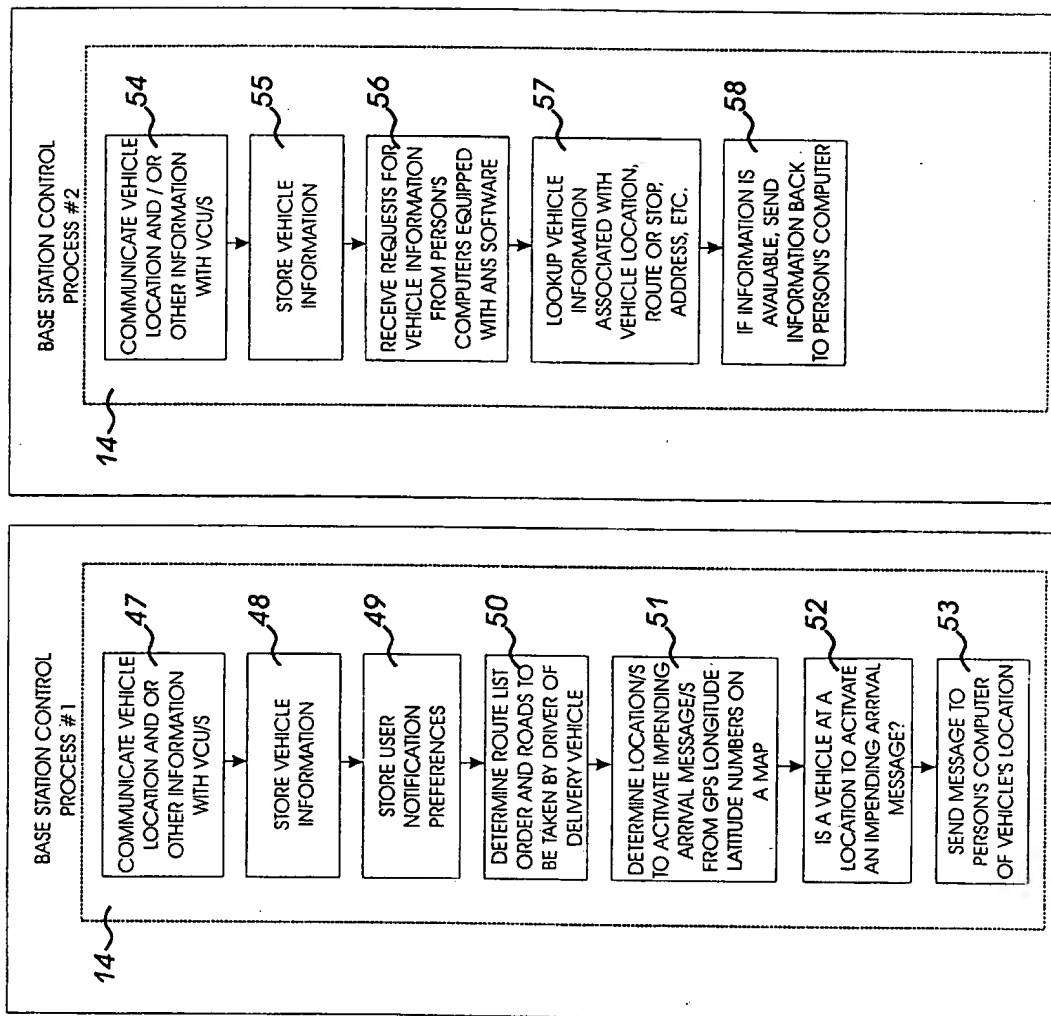 BASE STATION CONTROL
PROCESS #1
14
47
COMMUNICATE VEHICLE
LOCATION AND OR
OTHER INFORMATION
WITH VCU/S
48
STORE VEHICLE
INFORMATION
49
STORE USER
NOTIFICATION
PREFERENCES
50
DETERMINE ROUTE LIST
ORDER AND ROADS TO
BE TAKEN BY DRIVER OF
DELIVERY VEHICLE
51
DETERMINE LOCATION/S
TO ACTIVATE IMPENDING
ARRIVAL MESSAGE/S
FROM GPS LONGITUDE
LATITUDE NUMBERS ON
A MAP
52
IS A VEHICLE AT A
LOCATION TO ACTIVATE
AN IMPENDING ARRIVAL
MESSAGE?
53
SEND MESSAGE TO
PERSON'S COMPUTER
OF VEHICLE'S LOCATION
BASE STATION CONTROL
PROCESS #2
14
54
COMMUNICATE VEHICLE
LOCATION AND / OR
OTHER INFORMATION
WITH VCU/S
55
STORE VEHICLE
INFORMATION
56
RECEIVE REQUESTS FOR
VEHICLE INFORMATION
FROM PERSON'S
COMPUTERS EQUIPPED
WITH ANS SOFTWARE
57
LOOKUP VEHICLE
INFORMATION
ASSOCIATED WITH
VEHICLE LOCATION,
ROUTE OR STOP,
ADDRESS, ETC.
58
IF INFORMATION IS
AVAILABLE, SEND
INFORMATION BACK
TO PERSON'S COMPUTER